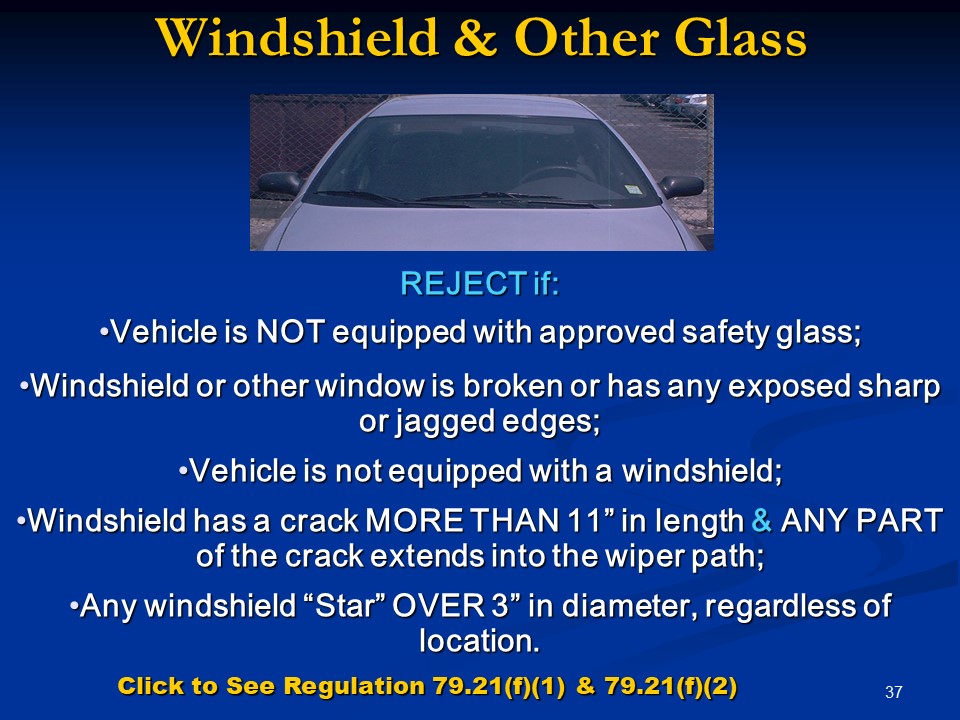 Windshield & Other Glass
REJECT if:
•Vehicle is NOT equipped with approved safety glass;
•Windshield or other window is broken or has any exposed sharp
or jagged edges;
•Vehicle is not equipped with a windshield;
•Windshield has a crack MORE THAN 11” in length & ANY PART
of the crack extends into the wiper path;
•Any windshield “Star” OVER 3” in diameter, regardless of
location.
Click to See Regulation 79.21(f)(1) & 79.21(f)(2)
37